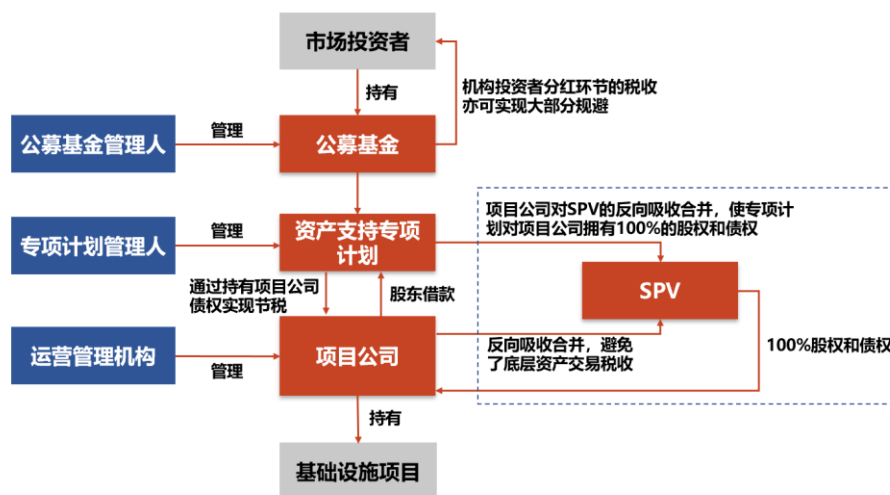 市场投资者
持有
机构投资者分红环节的税收
亦可实现大部分规避
公募基金管理人
管理
公募基金
专项计划管理人
管理
资产支持专项
计划
项目公司对SPV的反向吸收合并，使专项计
划对项目公司拥有100%的股权和债权
通过持有项目公司
债权实现节税
股东借款
SPV
运营管理机构
管理
项目公司
反向吸收合并，避免
了底层资产交易税收
100%股权和债权
持有
基础设施项目